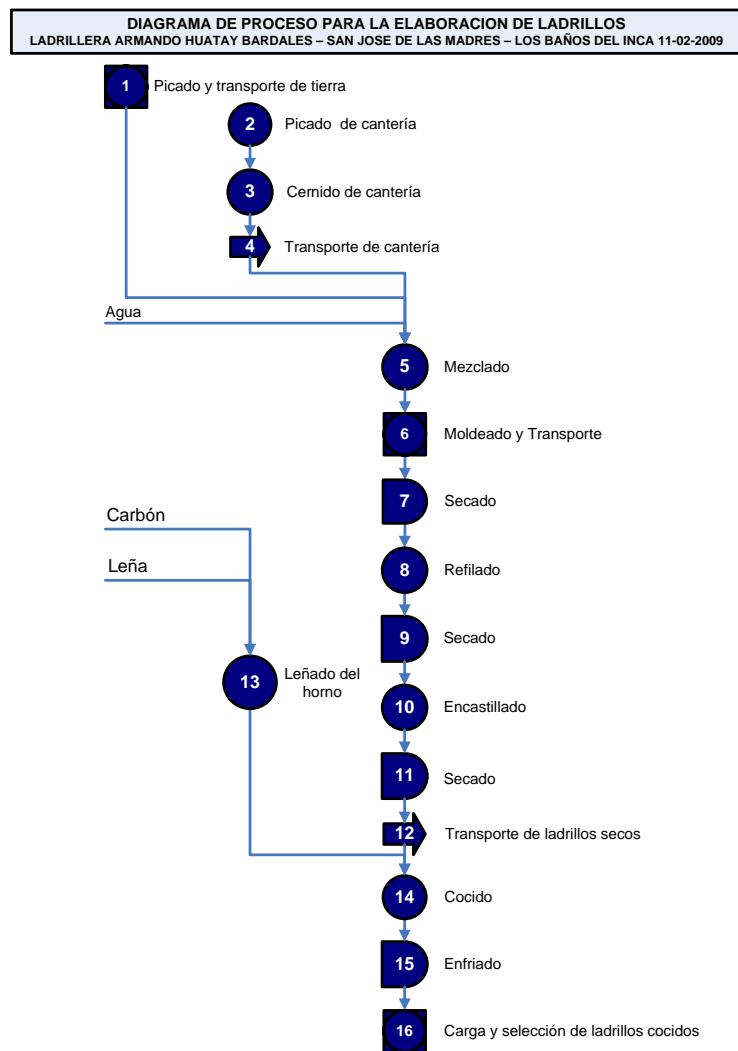 DIAGRAMA DE PROCESO PARA LA ELABORACION DE LADRILLOS
LADRILLERA ARMANDO HUATAY BARDALES – SAN JOSE DE LAS MADRES – LOS BAÑOS DEL INCA 11-02-2009
1 Picado y transporte de tierra
2 Picado de cantería
3 Cernido de cantería
4 Transporte de cantería
Agua
5 Mezclado
6 Moldeado y Transporte
7 Secado
Carbón
Leña
8 Refilado
9 Secado
13 Leñado del
horno
10 Encastillado
11 Secado
12 Transporte de ladrillos secos
14 Cocido
15 Enfriado
16 Carga y selección de ladrillos cocidos